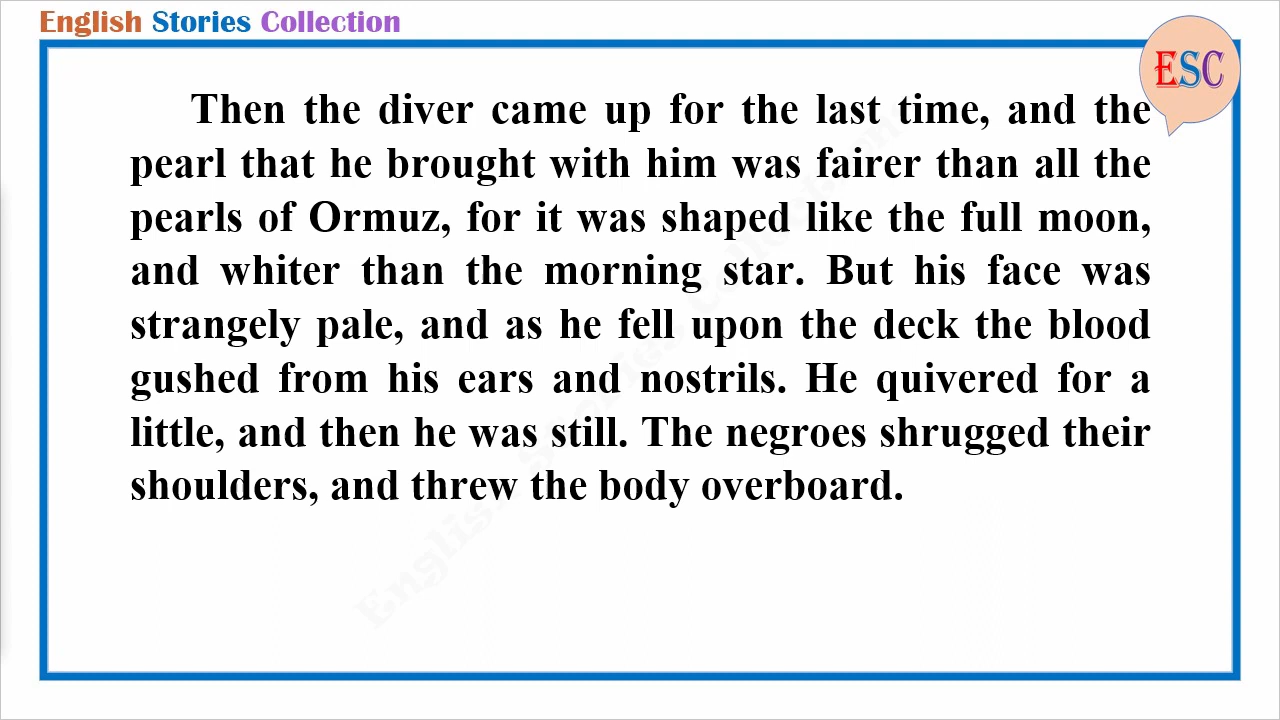 English Stories Collection
ESC
Then the diver came up for the last time, and the
pearl that he brought with him was fairer than all the
pearls of Ormuz, for it was shaped like the full moon,
and whiter than the morning star. But his face was
strangely pale, and as he fell upon the deck the blood
gushed from his ears and nostrils. He quivered for a
little, and then he was still. The negroes shrugged their
shoulders, and threw the body overboard.
English Stories Collection